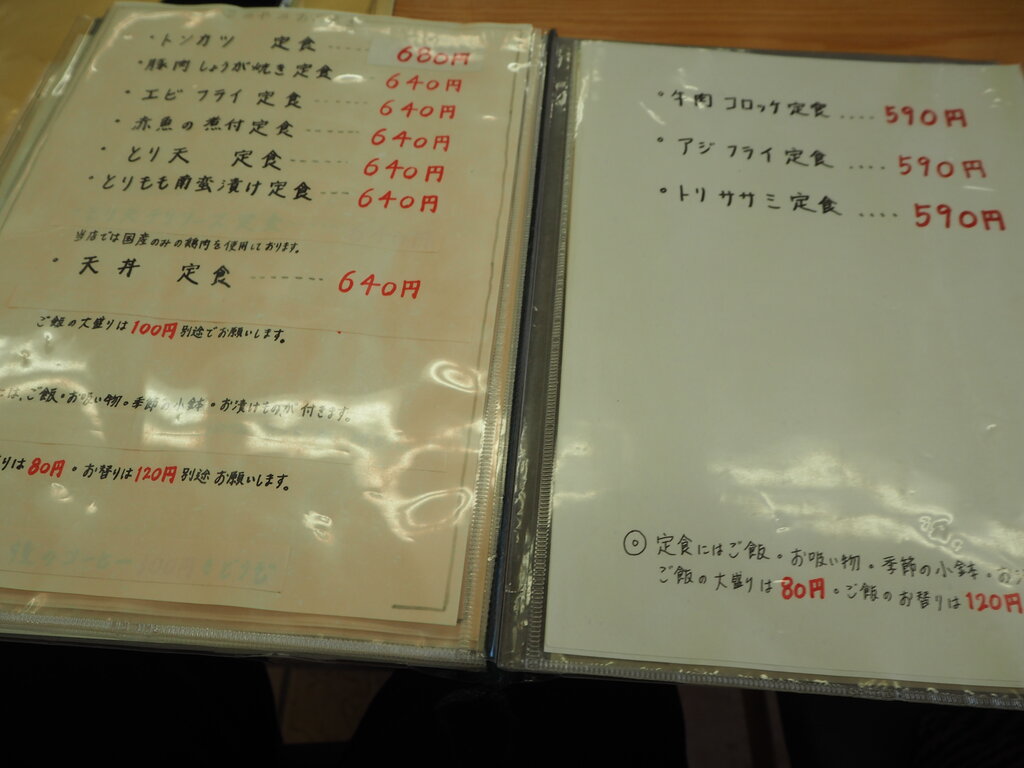 ・トンカツ 定食 ..... 680円
・豚肉しょうが焼き定食 640円
・エビ フライ 定食 ----- 640円
・赤魚の煮付定食 ------ 640円
・とり天 定食 ------ 640円
・とりもも南蛮漬け定食 --- 640円
当店では国産のみの鶏肉を使用しております。
・天丼 定食 -------- 640円
ご飯の大盛りは100円別途でお願いします。
は、ご飯・お吸い物・季節の小鉢・お漬けものが付きます。
りは80円・お替りは120円別途お願いします。
・牛肉コロッケ定食 .... 590円
・アジ フライ 定食 .... 590円
・トリササミ定食 .... 590円
◎ 定食にはご飯・お吸い物・季節の小鉢・お
ご飯の大盛りは80円・ご飯のお替りは120円